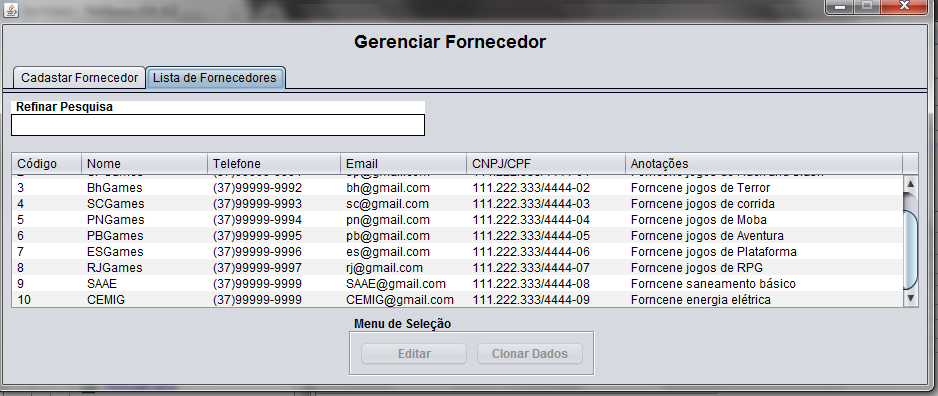 Gerenciar Fornecedor
Cadastar Fornecedor Lista de Fornecedores
Refinar Pesquisa
Código Nome Telefone Email CNPJ/CPF Anotações
3 BhGames (37)99999-9992 bh@gmail.com 111.222.333/4444-02 Forncene jogos de Terror
4 SCGames (37)99999-9993 sc@gmail.com 111.222.333/4444-03 Forncene jogos de corrida
5 PNGames (37)99999-9994 pn@gmail.com 111.222.333/4444-04 Forncene jogos de Moba
6 PBGames (37)99999-9995 pb@gmail.com 111.222.333/4444-05 Forncene jogos de Aventura
7 ESGames (37)99999-9996 es@gmail.com 111.222.333/4444-06 Forncene jogos de Plataforma
8 RJGames (37)99999-9997 rj@gmail.com 111.222.333/4444-07 Forncene jogos de RPG
9 SAAE (37)99999-9999 SAAE@gmail.com 111.222.333/4444-08 Forncene saneamento básico
10 CEMIG (37)99999-9999 CEMIG@gmail.com 111.222.333/4444-09 Forncene energia elétrica
Menu de Seleção
Editar Clonar Dados